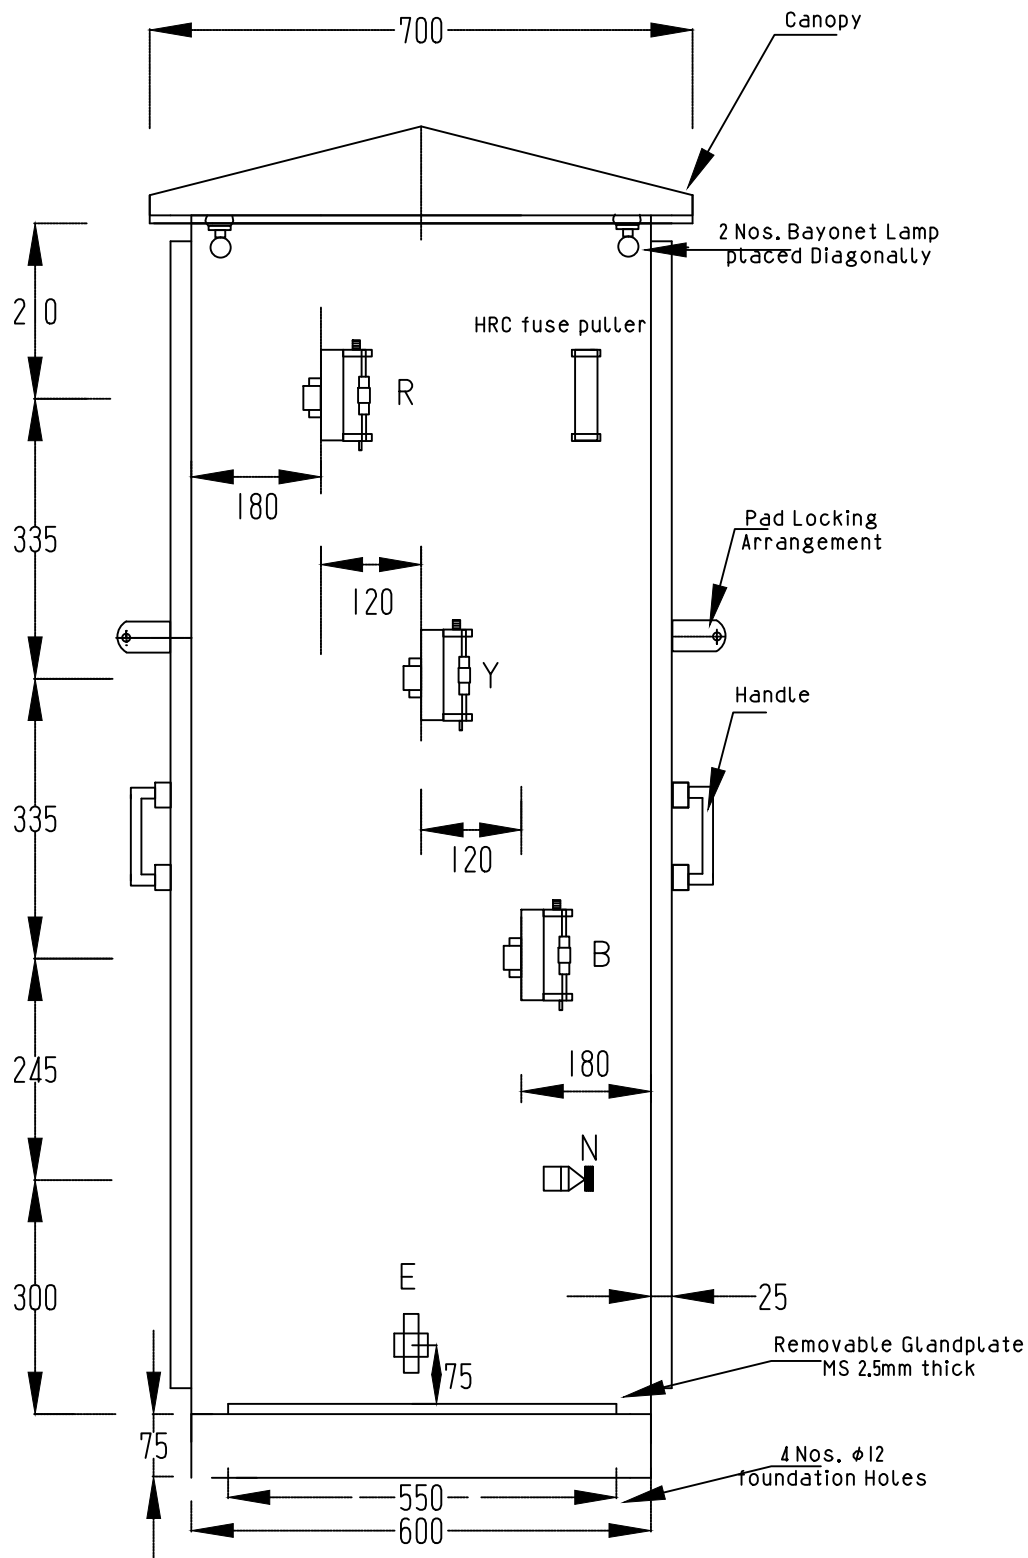 700
Canopy
2 Nos. Bayonet Lamp
placed Diagonally
210
HRC fuse puller
R
180
Pad Locking
Arrangement
335
120
Y
Handle
335
120
B
245
180
N
E
300
25
Removable Glandplate
MS 2.5mm thick
75
75
4 Nos. ϕ12
foundation Holes
550
600